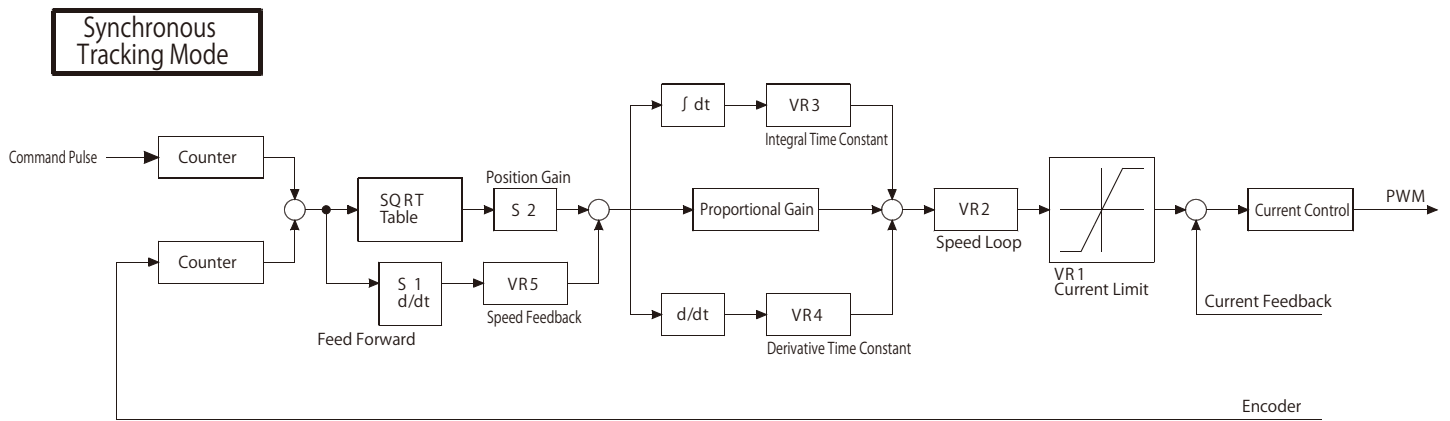 Synchronous
Tracking Mode
∫ dt
VR3
Integral Time Constant
Command Pulse
Counter
Position Gain
SQRT
Table
S 2
Proportional Gain
VR2
Speed Loop
VR1
Current Limit
Current Control
PWM
Counter
S 1
d/dt
Feed Forward
VR5
Speed Feedback
d/dt
VR4
Derivative Time Constant
Current Feedback
Encoder